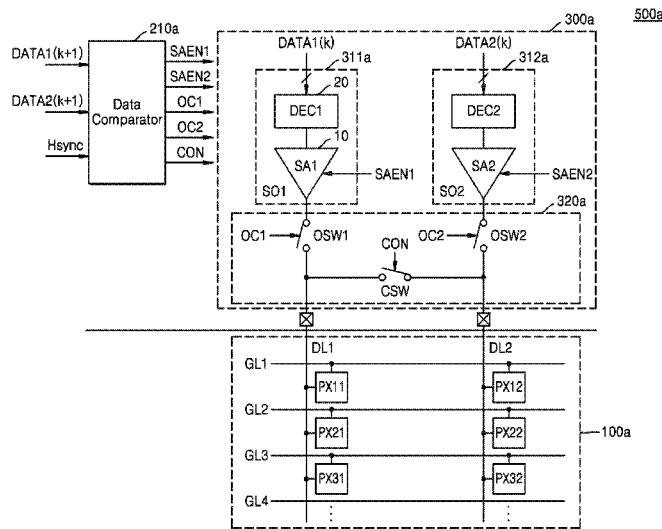 500a
300a
210a
DATA1(k+1)
DATA2(k+1)
Hsync
Data
Comparator
SAEN1
SAEN2
OC1
OC2
CON
DATA1(k)
DATA2(k)
311a
312a
20
DEC1
DEC2
10
SA1
SA2
SAEN1
SAEN2
SO1
SO2
320a
OC1
OSW1
CON
OC2
OSW2
CSW
DL1
DL2
GL1
PX11
PX12
GL2
PX21
PX22
100a
GL3
PX31
PX32
GL4